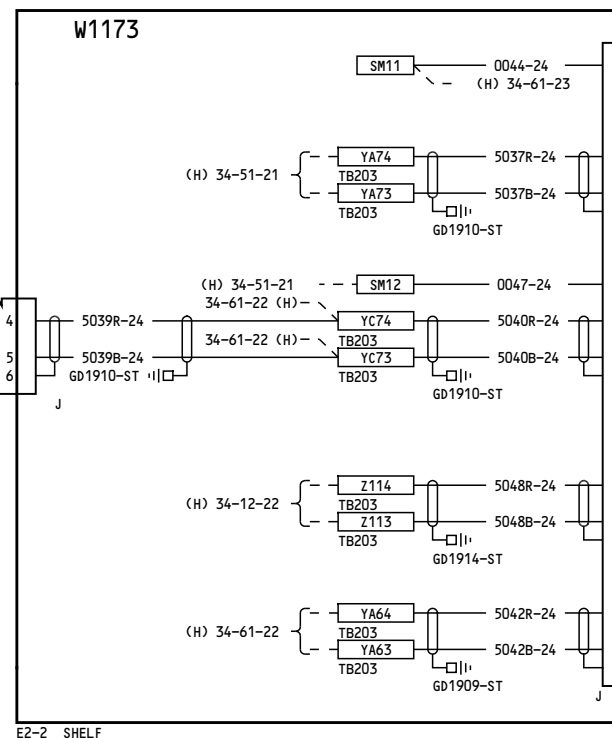 W1173
SM11 0044-24
(H) 34-61-23
YA74 5037R-24
(H) 34-51-21
TB203
YA73 5037B-24
TB203
GD1910-ST
(H) 34-51-21 SM12 0047-24
34-61-22 (H)
4 5039R-24 YC74 5040R-24
34-61-22 (H) TB203
5 5039B-24 YC73 5040B-24
6 GD1910-ST TB203
GD1910-ST
J
Z114 5048R-24
(H) 34-12-22 TB203
Z113 5048B-24
TB203
GD1914-ST
YA64 5042R-24
(H) 34-61-22 TB203
YA63 5042B-24
TB203
GD1909-ST
J
E2-2 SHELF